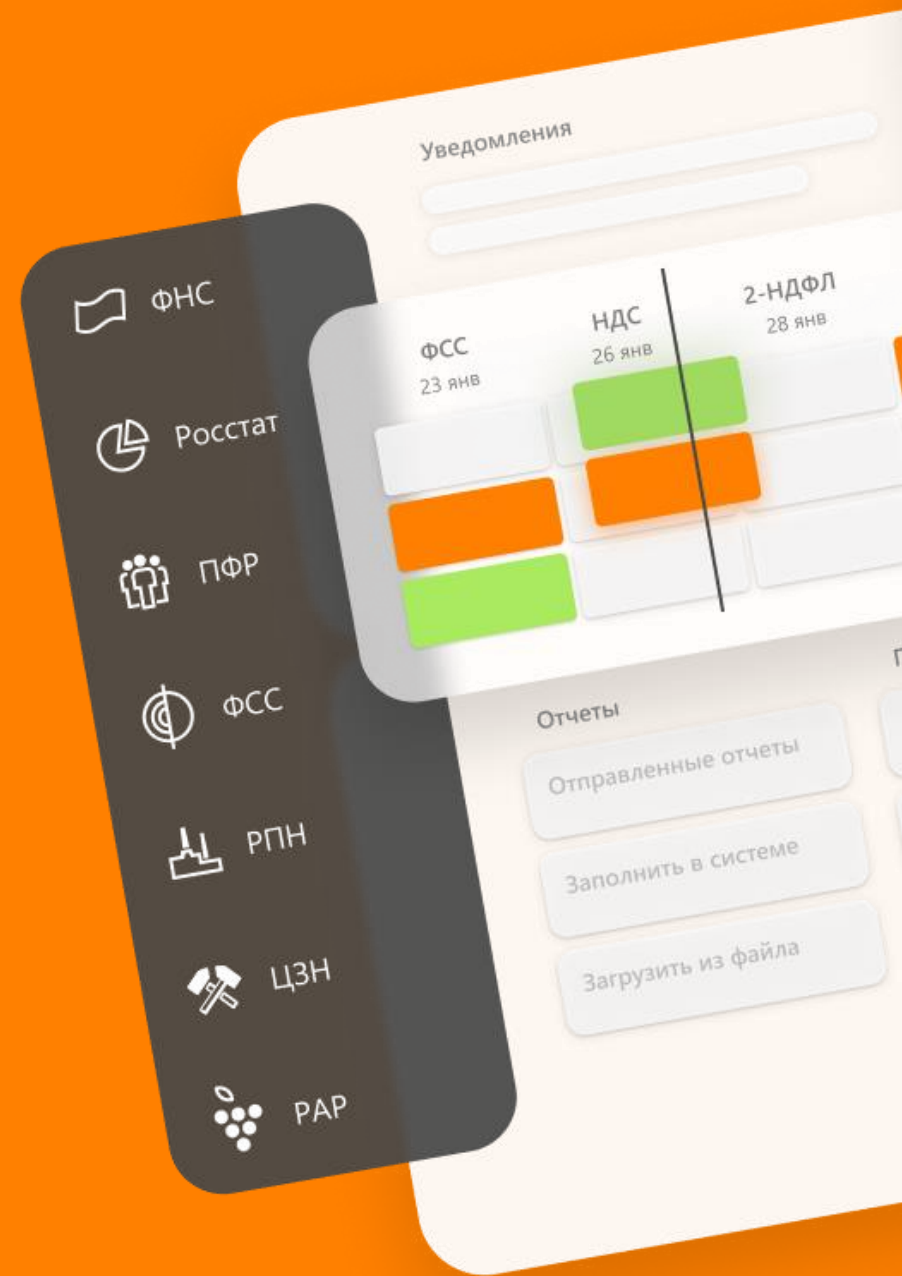 Уведомления
ФНС
Росстат
ПФР
ФСС
РПН
ЦЗН
РАР
ФСС
23 янв
НДС
26 янв
2-НДФЛ
28 янв
Отчеты
Отправленные отчеты
Заполнить в системе
Загрузить из файла